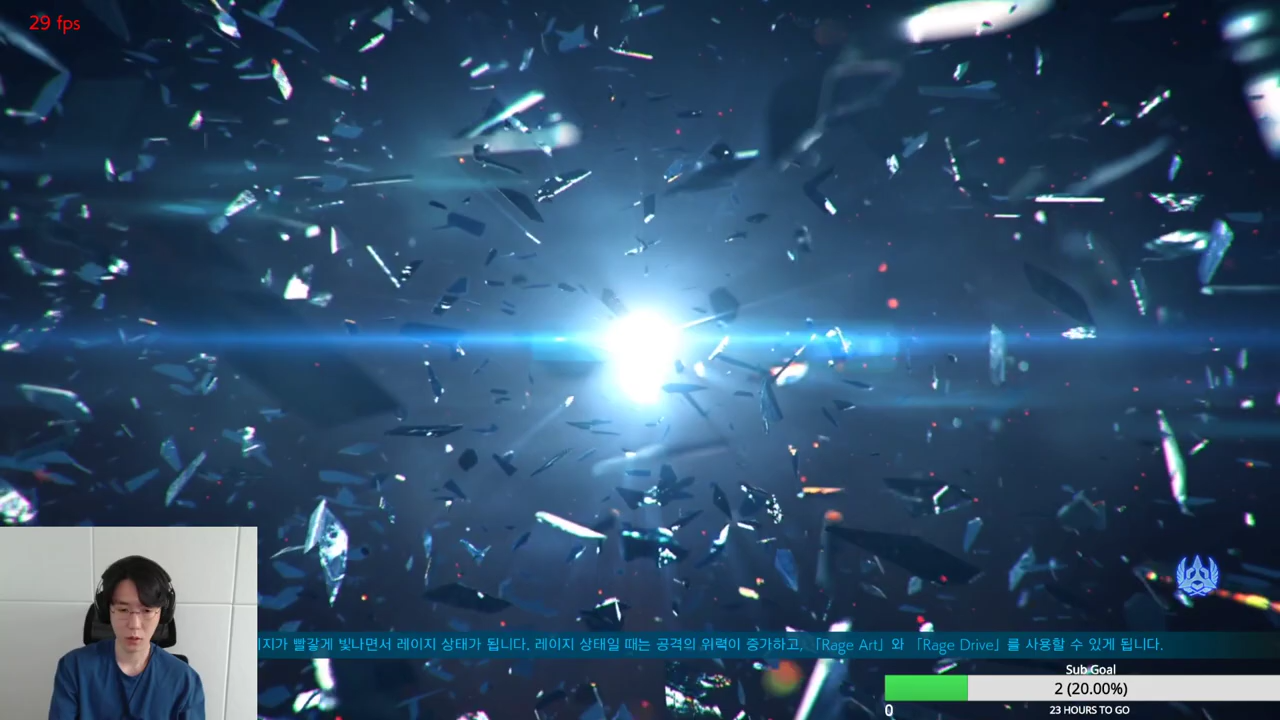 29 fps
지가 빨갛게 빛나면서 레이지 상태가 됩니다. 레이지 상태일 때는 공격의 위력이 증가하고, 「Rage Art」와 「Rage Drive」를 사용할 수 있게 됩니다.
Sub Goal
2 (20.00%)
0
23 HOURS TO GO